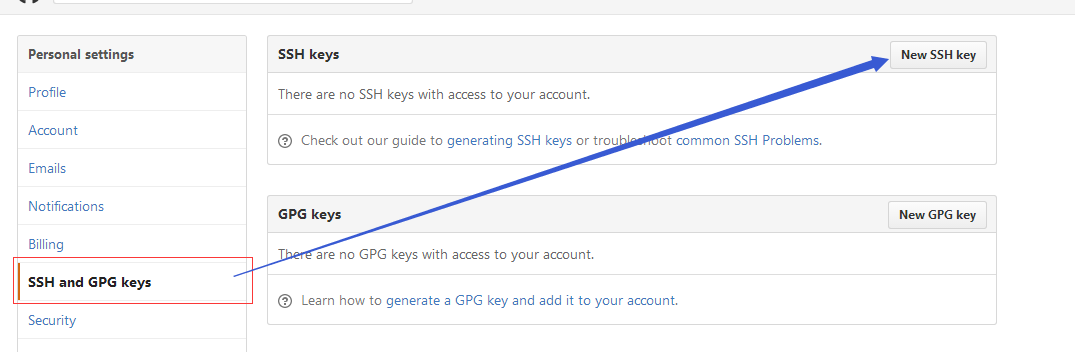 Personal settings
Profile
Account
Emails
Notifications
Billing
SSH and GPG keys
Security
SSH keys
New SSH key
There are no SSH keys with access to your account.
Check out our guide to generating SSH keys or troubleshoot common SSH Problems.
GPG keys
New GPG key
There are no GPG keys with access to your account.
Learn how to generate a GPG key and add it to your account.